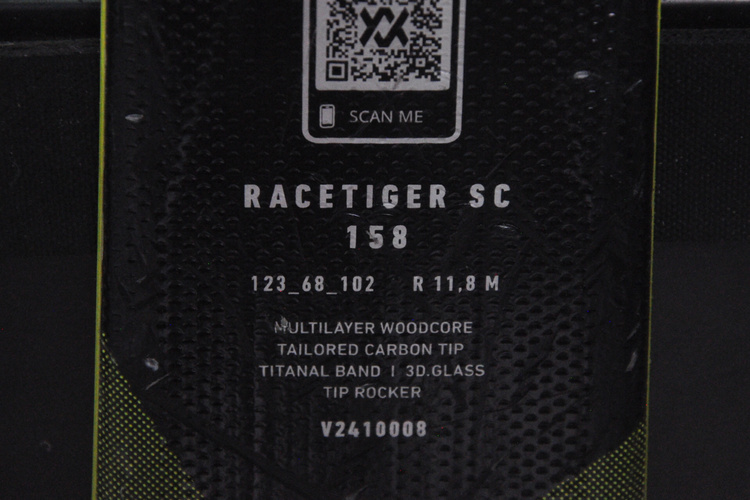 SCAN ME
RACETIGER SC
158
123_68_102 R 11,8 M
MULTILAYER WOODCORE
TAILORED CARBON TIP
TITANAL BAND | 3D.GLASS
TIP ROCKER
V2410008